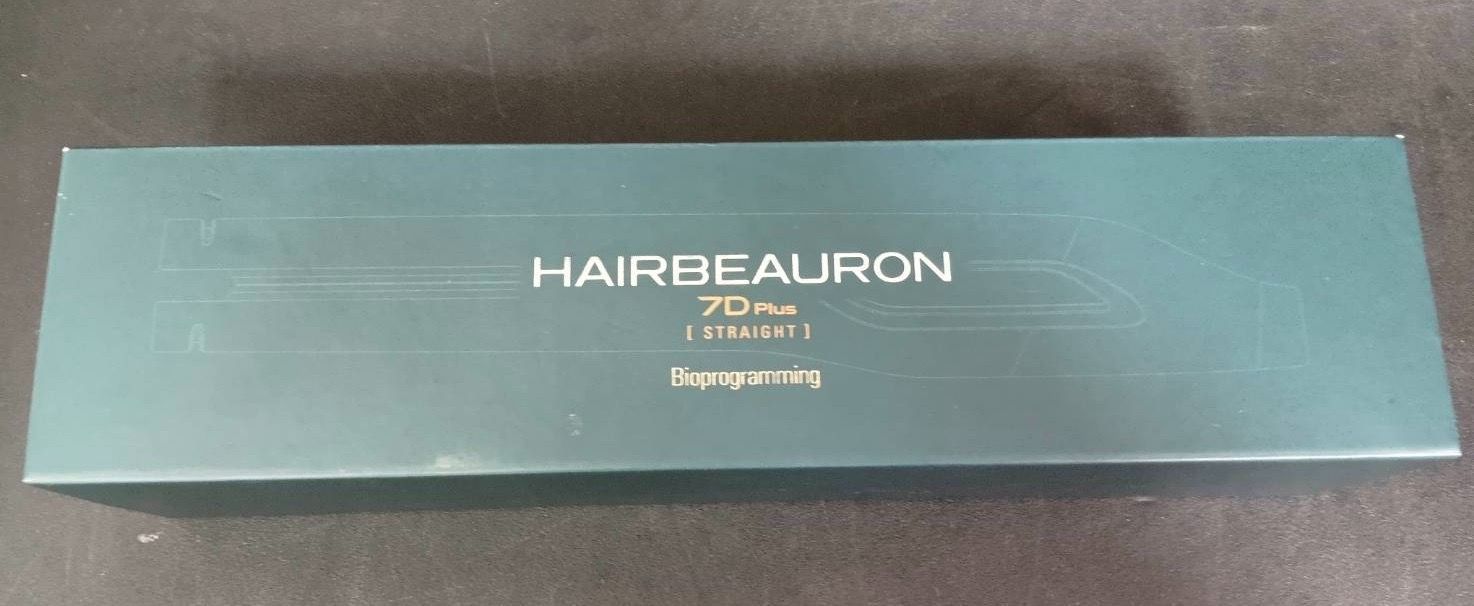 HAIRBEAURON
7D Plus
[ STRAIGHT ]
Bioprogramming